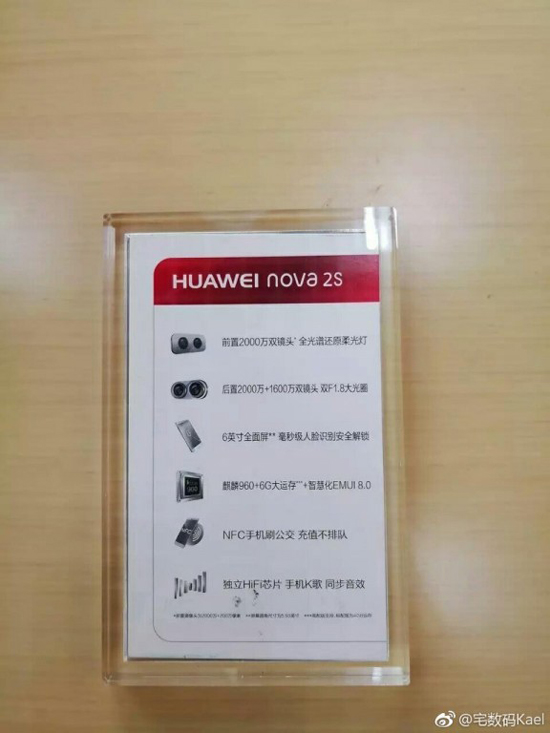 HUAWEI nova 2S
前置2000万双镜头* 全光谱还原柔光灯
后置2000万+1600万双镜头 双F1.8大光圈
6英寸全面屏** 毫秒级人脸识别安全解锁
麒麟960+6G大运存***+智慧化EMUI 8.0
NFC手机刷公交 充值不排队
独立HiFi芯片 手机K歌 同步音效
@宅数码Kael